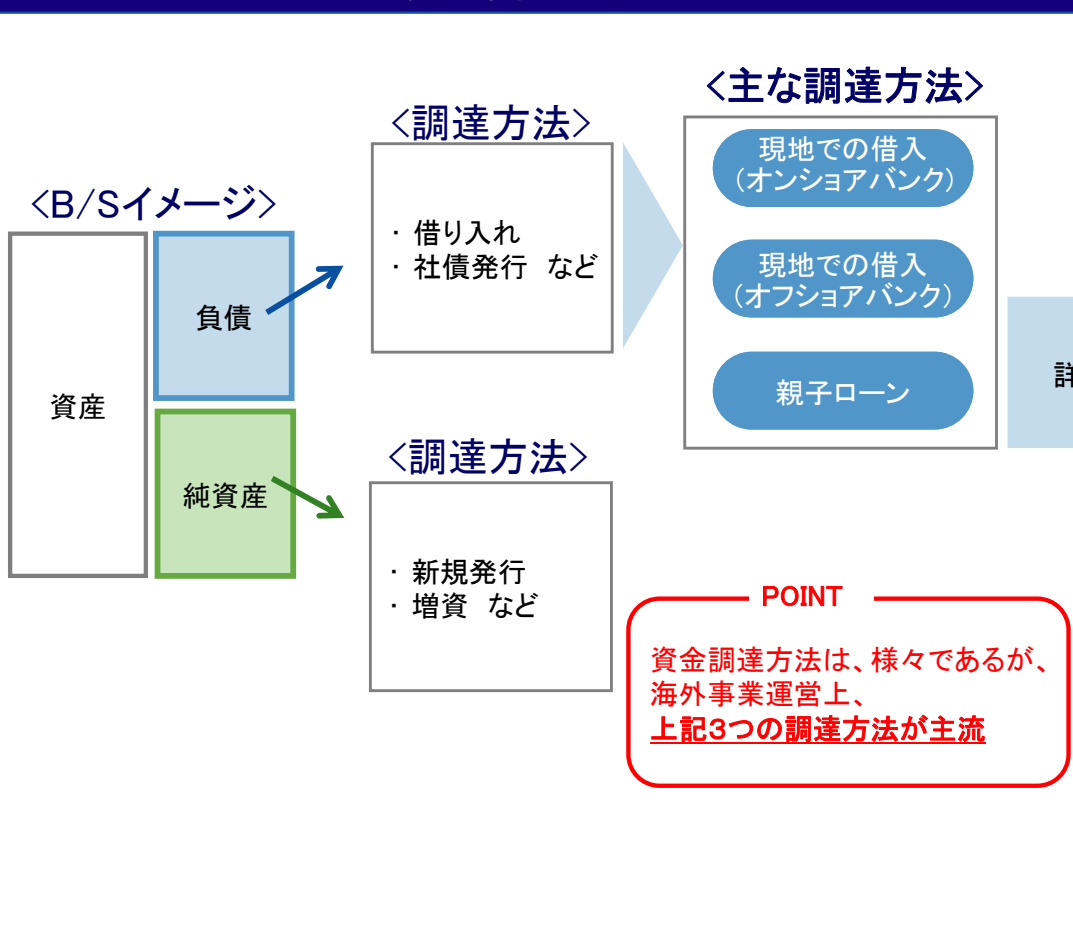 <B/Sイメージ>
資産
負債
純資産
<調達方法>
・ 借り入れ
・ 社債発行　など
<調達方法>
・ 新規発行
・ 増資　など
<主な調達方法>
現地での借入
(オンショアバンク)
現地での借入
(オフショアバンク)
親子ローン
POINT
資金調達方法は、様々であるが、
海外事業運営上、
上記3つの調達方法が主流